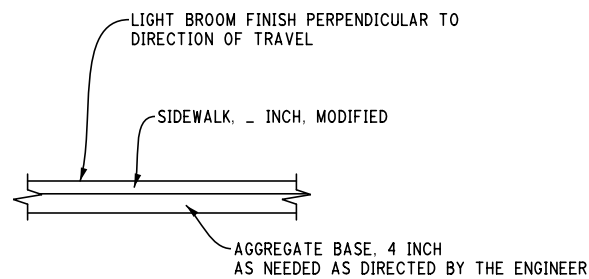 LIGHT BROOM FINISH PERPENDICULAR TO
DIRECTION OF TRAVEL
SIDEWALK, _ INCH, MODIFIED
AGGREGATE BASE, 4 INCH
AS NEEDED AS DIRECTED BY THE ENGINEER